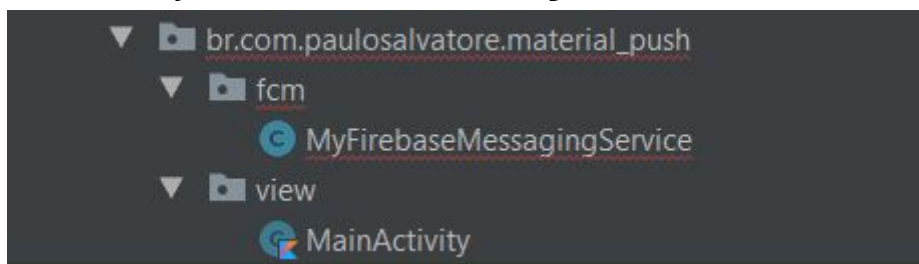 br.com.paulosalvatore.material_push
fcm
MyFirebaseMessagingService
view
MainActivity